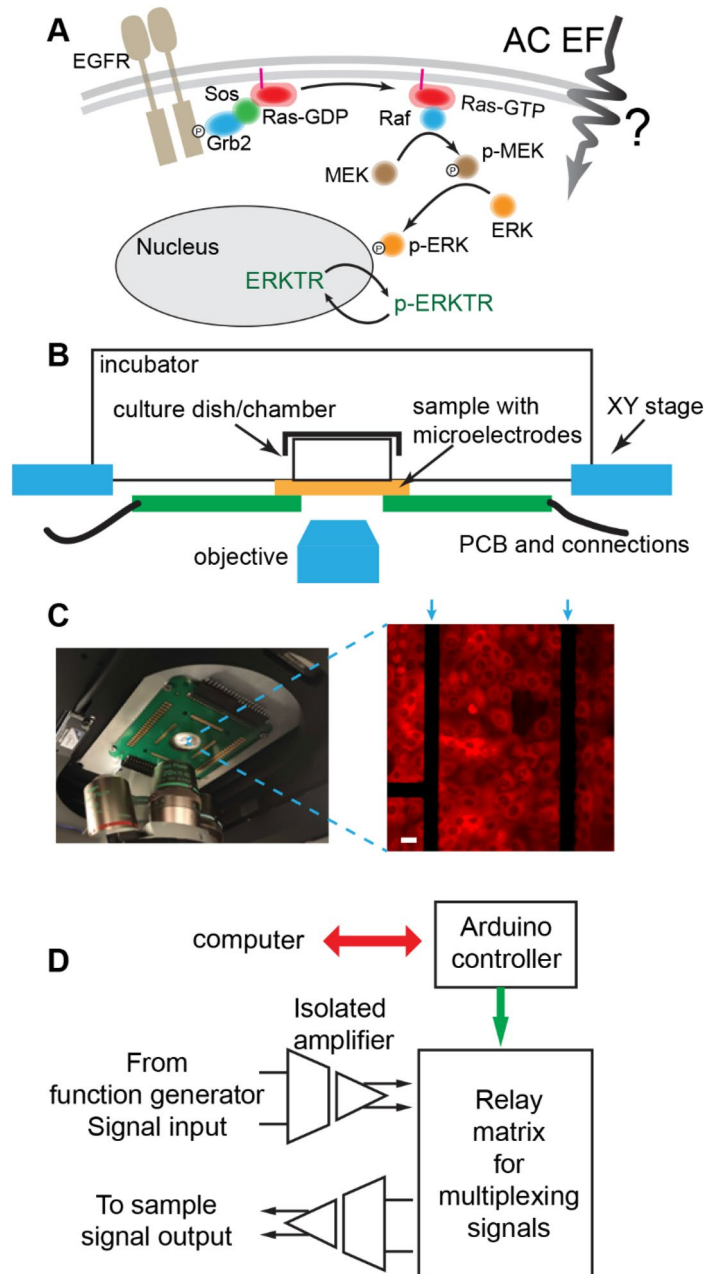 A
AC EF
EGFR
Sos
Ras-GDP
Grb2
P
Raf
Ras-GTP
?
MEK
p-MEK
P
ERK
Nucleus
P
p-ERK
ERKTR
p-ERKTR
B
incubator
culture dish/chamber
sample with
microelectrodes
XY stage
objective
PCB and connections
C
D
computer
Arduino
controller
Isolated
amplifier
From
function generator
Signal input
Relay
matrix
for
multiplexing
signals
To sample
signal output